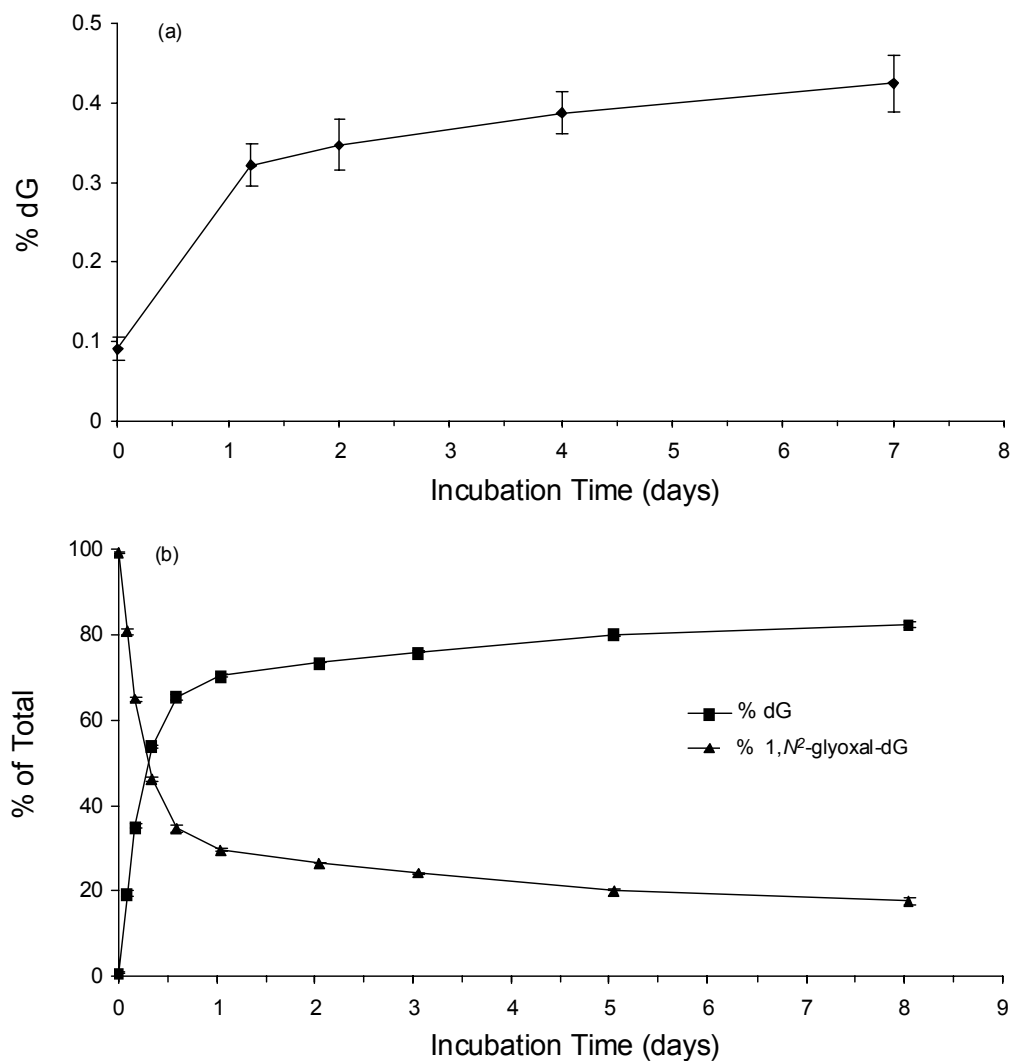 (a)
% dG
0.5
0.4
0.3
0.2
0.1
0
0 1 2 3 4 5 6 7 8
Incubation Time (days)
(b)
% of Total
100
80
60
40
20
0
% dG
% 1,N²-glyoxal-dG
0 1 2 3 4 5 6 7 8 9
Incubation Time (days)